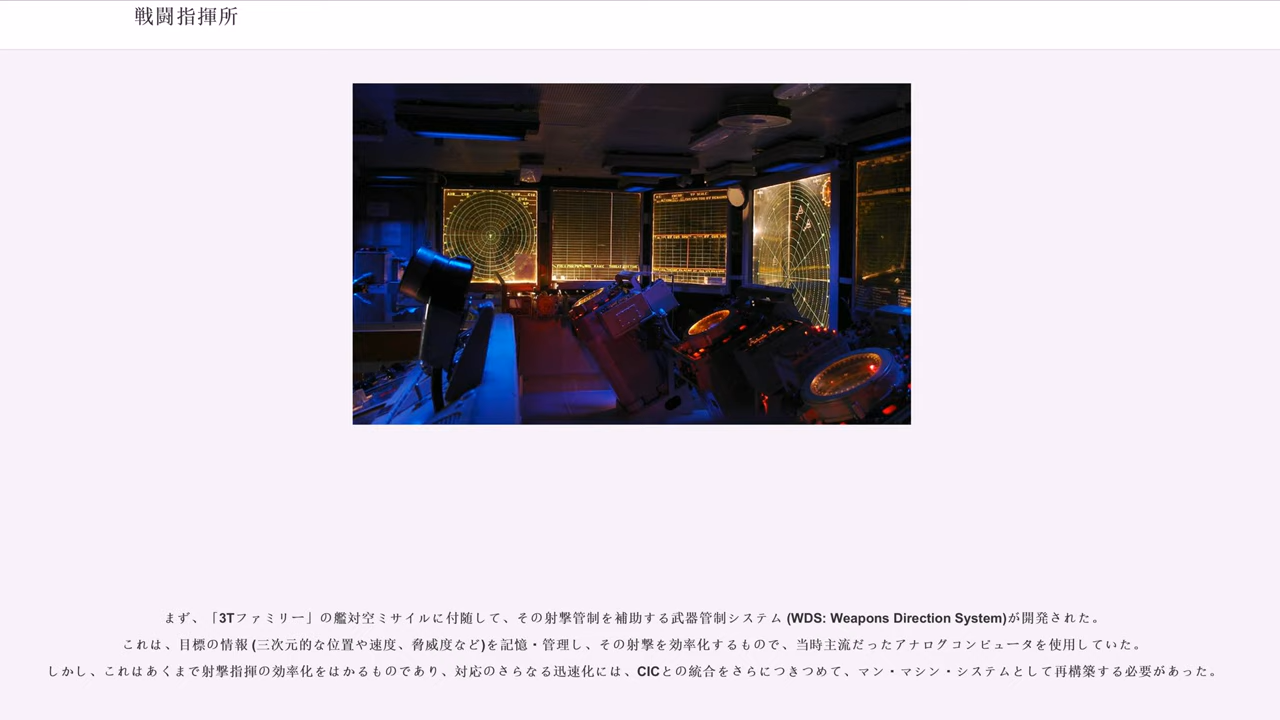 戦闘指揮所
まず、「3Tファミリー」の艦対空ミサイルに付随して、その射撃管制を補助する武器管制システム (WDS: Weapons Direction System)が開発された。
これは、目標の情報 (三次元的な位置や速度、脅威度など)を記憶・管理し、その射撃を効率化するもので、当時主流だったアナログコンピュータを使用していた。
しかし、これはあくまで射撃指揮の効率化をはかるものであり、対応のさらなる迅速化には、CICとの統合をさらにつきつめて、マン・マシン・システムとして再構築する必要があった。